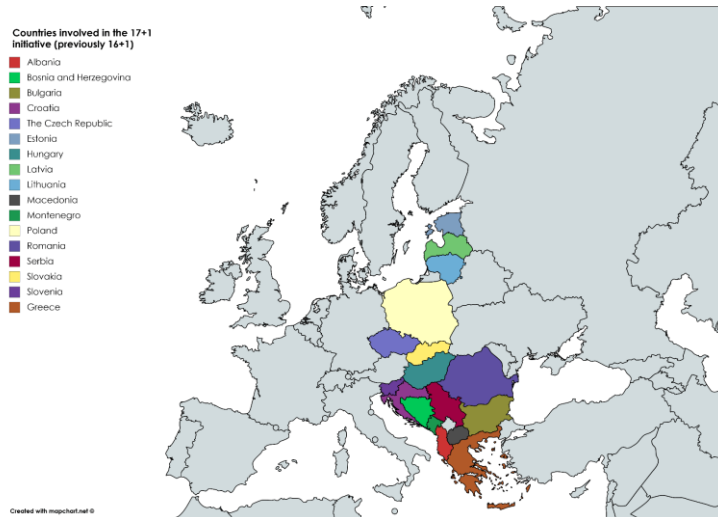 Countries involved in the 17+1
initiative (previously 16+1)
Albania
Bosnia and Herzegovina
Bulgaria
Croatia
The Czech Republic
Estonia
Hungary
Latvia
Lithuania
Macedonia
Montenegro
Poland
Romania
Serbia
Slovakia
Slovenia
Greece
Created with mapchart.net ©